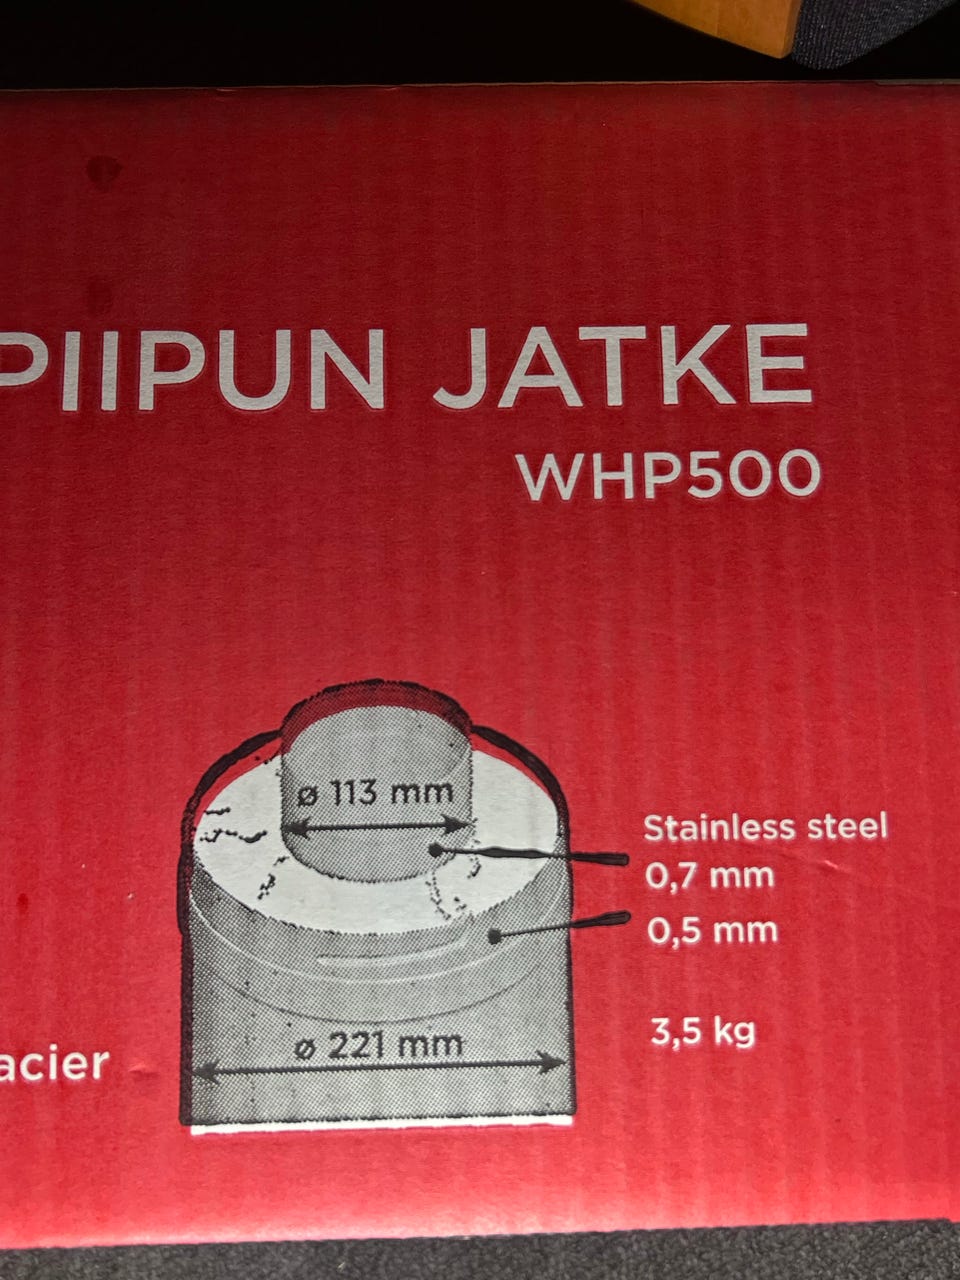 PIIPUN JATKE
WHP500
ø 113 mm
Stainless steel
0,7 mm
0,5 mm
ø 221 mm
3,5 kg
acier